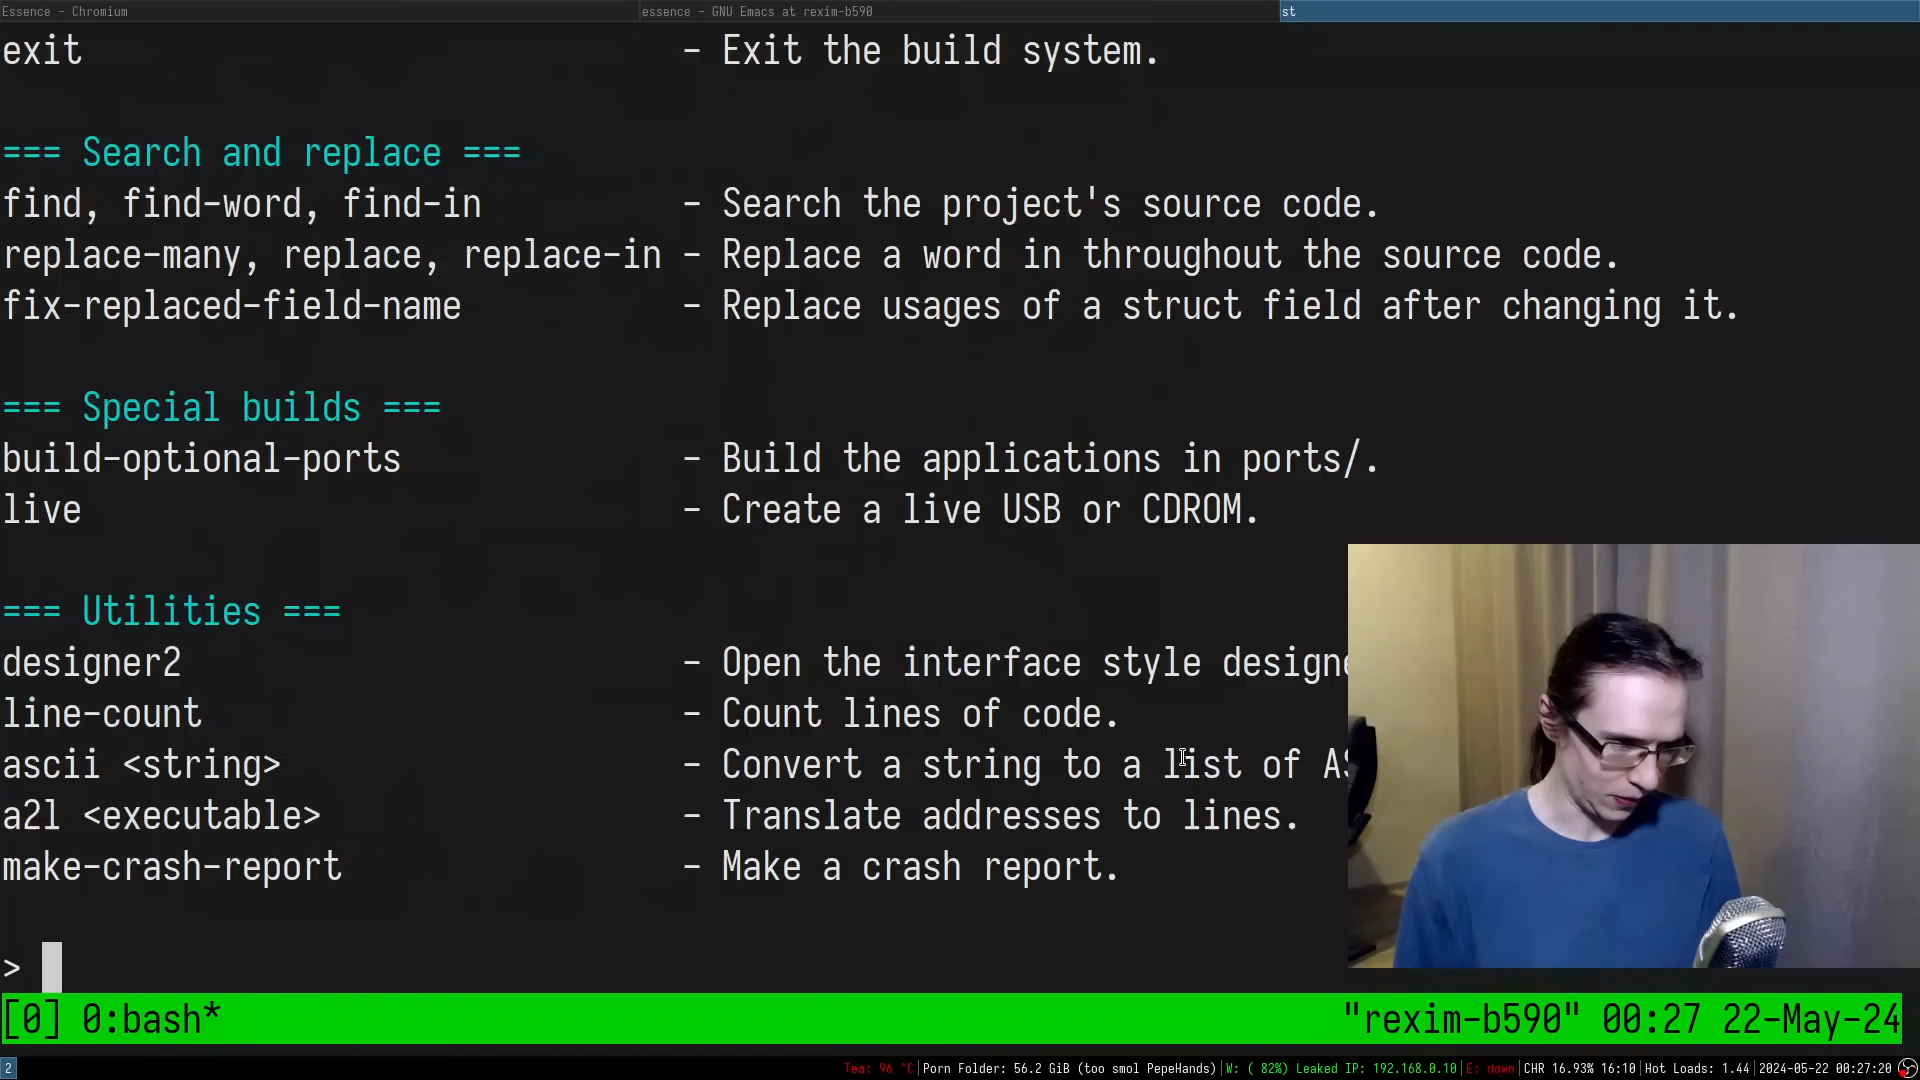 Essence - Chromium
essence - GNU Emacs at rexim-b590
st
exit - Exit the build system.
=== Search and replace ===
find, find-word, find-in - Search the project's source code.
replace-many, replace, replace-in - Replace a word in throughout the source code.
fix-replaced-field-name - Replace usages of a struct field after changing it.
=== Special builds ===
build-optional-ports - Build the applications in ports/.
live - Create a live USB or CDROM.
=== Utilities ===
designer2 - Open the interface style designe
line-count - Count lines of code.
ascii <string> - Convert a string to a list of AS
a2l <executable> - Translate addresses to lines.
make-crash-report - Make a crash report.
>
[0] 0:bash* "rexim-b590" 00:27 22-May-24
2 Tea: 96 °C|Porn Folder: 56.2 GiB (too smol PepeHands)|W: ( 82%) Leaked IP: 192.168.0.10|E: down|CHR 16.93% 16:10|Hot Loads: 1.44|2024-05-22 00:27:20